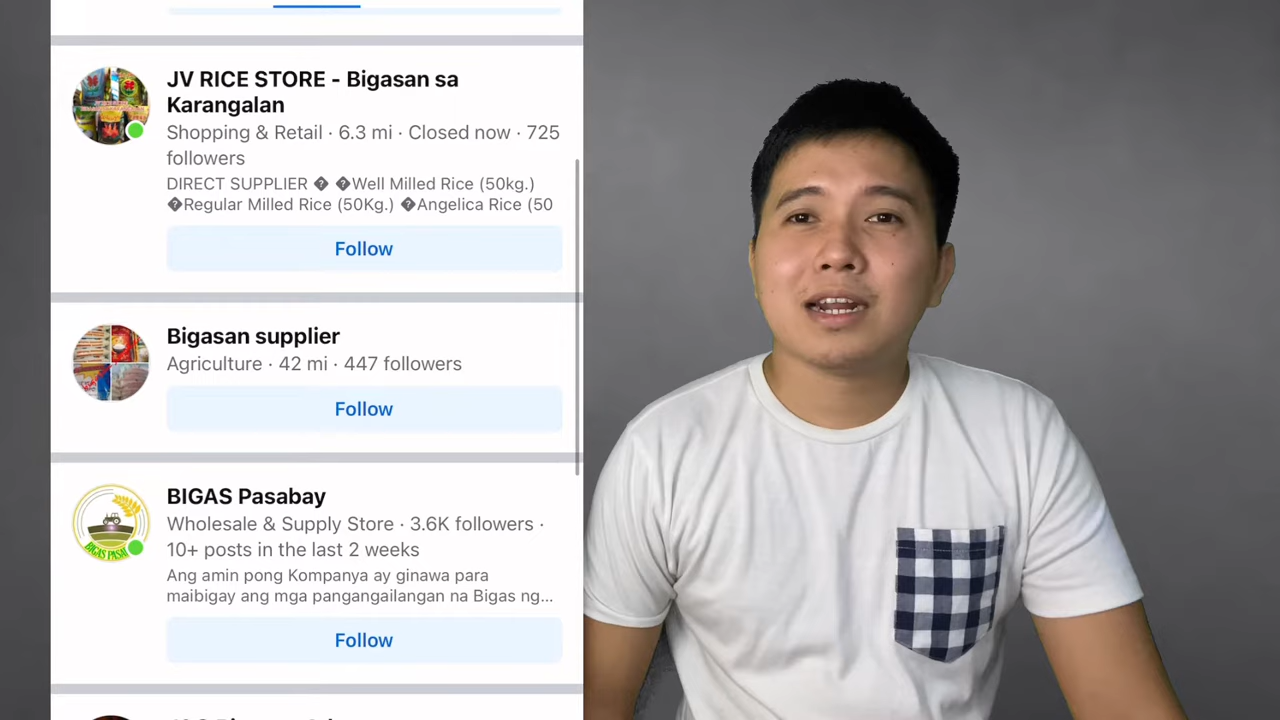 JV RICE STORE - Bigasan sa
Karangalan
Shopping & Retail · 6.3 mi · Closed now · 725
followers
DIRECT SUPPLIER � �Well Milled Rice (50kg.)
�Regular Milled Rice (50Kg.) �Angelica Rice (50
Follow
Bigasan supplier
Agriculture · 42 mi · 447 followers
Follow
BIGAS Pasabay
Wholesale & Supply Store · 3.6K followers ·
10+ posts in the last 2 weeks
Ang amin pong Kompanya ay ginawa para
maibigay ang mga pangangailangan na Bigas ng...
Follow